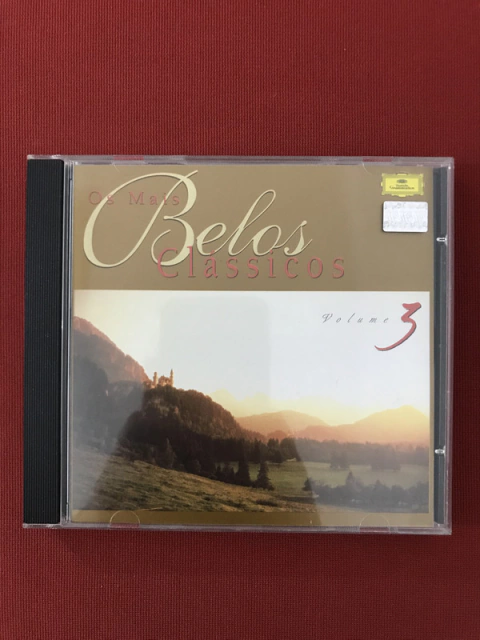 Os Mais
Belos
Clássicos
Volume 3